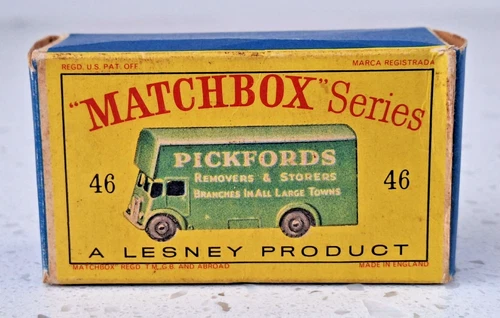 REGD. U.S. PAT. OFF. MARCA REGISTRADA
"MATCHBOX" Series
PICKFORDS
REMOVERS & STORERS
BRANCHES IN ALL LARGE TOWNS
46 46
A LESNEY PRODUCT
"MATCHBOX" REGD. T.M. G.B. AND ABROAD MADE IN ENGLAND